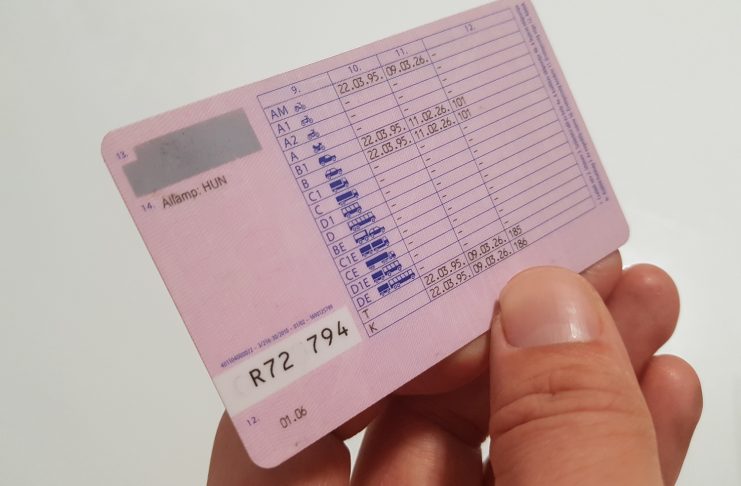 9. 10. 11. 12.
AM 22.03.95. 09.03.26. -
A1 - - -
A2 - - -
A - - -
B1 22.03.95. 11.02.26. 101
B 22.03.95. 11.02.26. 101
C1 - - -
C - - -
D1 - - -
D - - -
BE - - -
C1E - - -
CE - - -
D1E - - -
DE - - -
T 22.03.95. 09.03.26. 185
K 22.03.95. 09.03.26. 186
13.
14. Állampː HUN
R72 794
12. 01.06